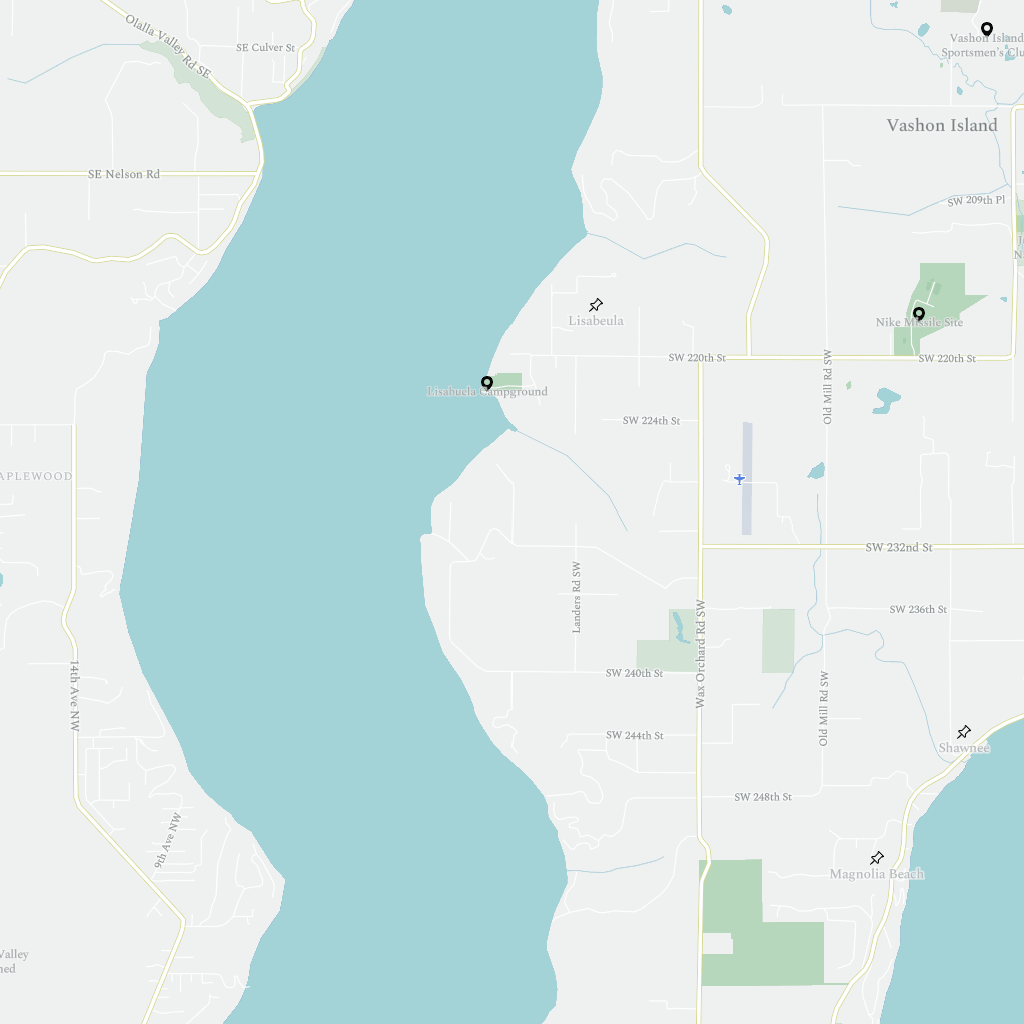 Olalla Valley Rd SE
SE Culver St
Vashon Island
Sportsmen's Clu
Vashon Island
SE Nelson Rd
SW 209th Pl
J
N
Lisabeula
Nike Missile Site
SW 220th St
SW 220th St
Old Mill Rd SW
Lisabuela Campground
SW 224th St
APLEWOOD
SW 232nd St
Landers Rd SW
SW 236th St
Wax Orchard Rd SW
SW 240th St
14th Ave NW
Old Mill Rd SW
SW 244th St
Shawnee
SW 248th St
9th Ave NW
Magnolia Beach
Valley
ned